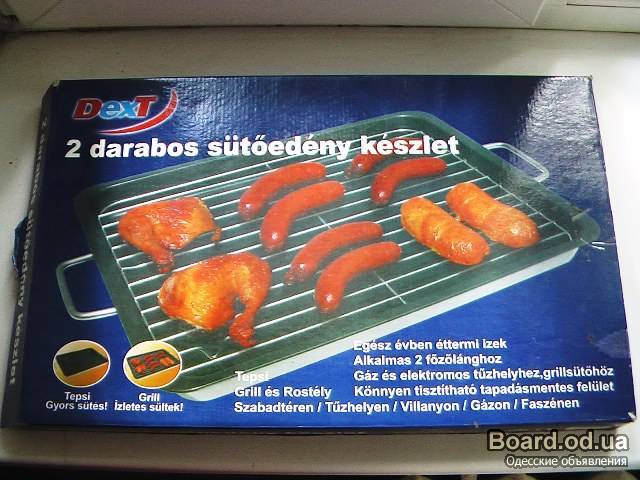 DexT
2 darabos sütőedény készlet
2 darabos sütőedény készlet
Egész évben éttermi izek
Alkalmas 2 főzőlánghoz
Tepsi
Gáz és elektromos tűzhelyhez,grillsütőhöz
Grill és Rostély
Könnyen tisztítható tapadásmentes felület
Szabadtéren / Tűzhelyen / Villanyon / Gázon / Faszénen
Tepsi
Gyors sütés!
Grill
İzletes sültek!
Board.od.ua
Одесские объявления